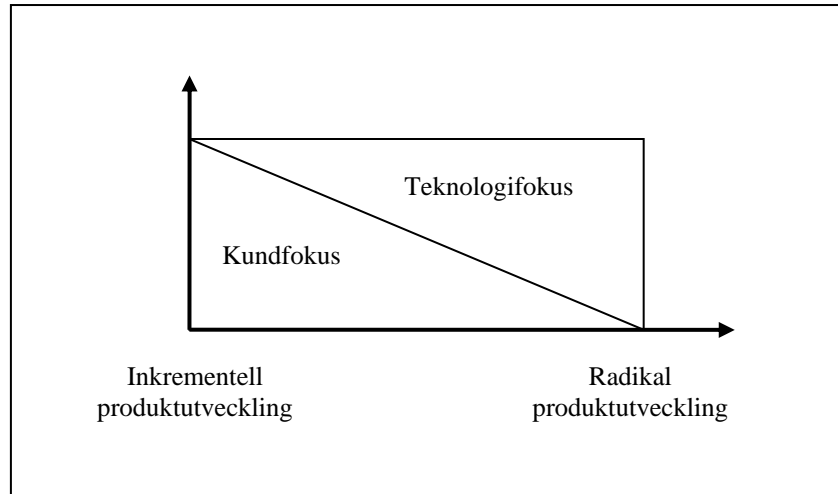 Teknologifokus
Kundfokus
Inkrementell
produktutveckling
Radikal
produktutveckling